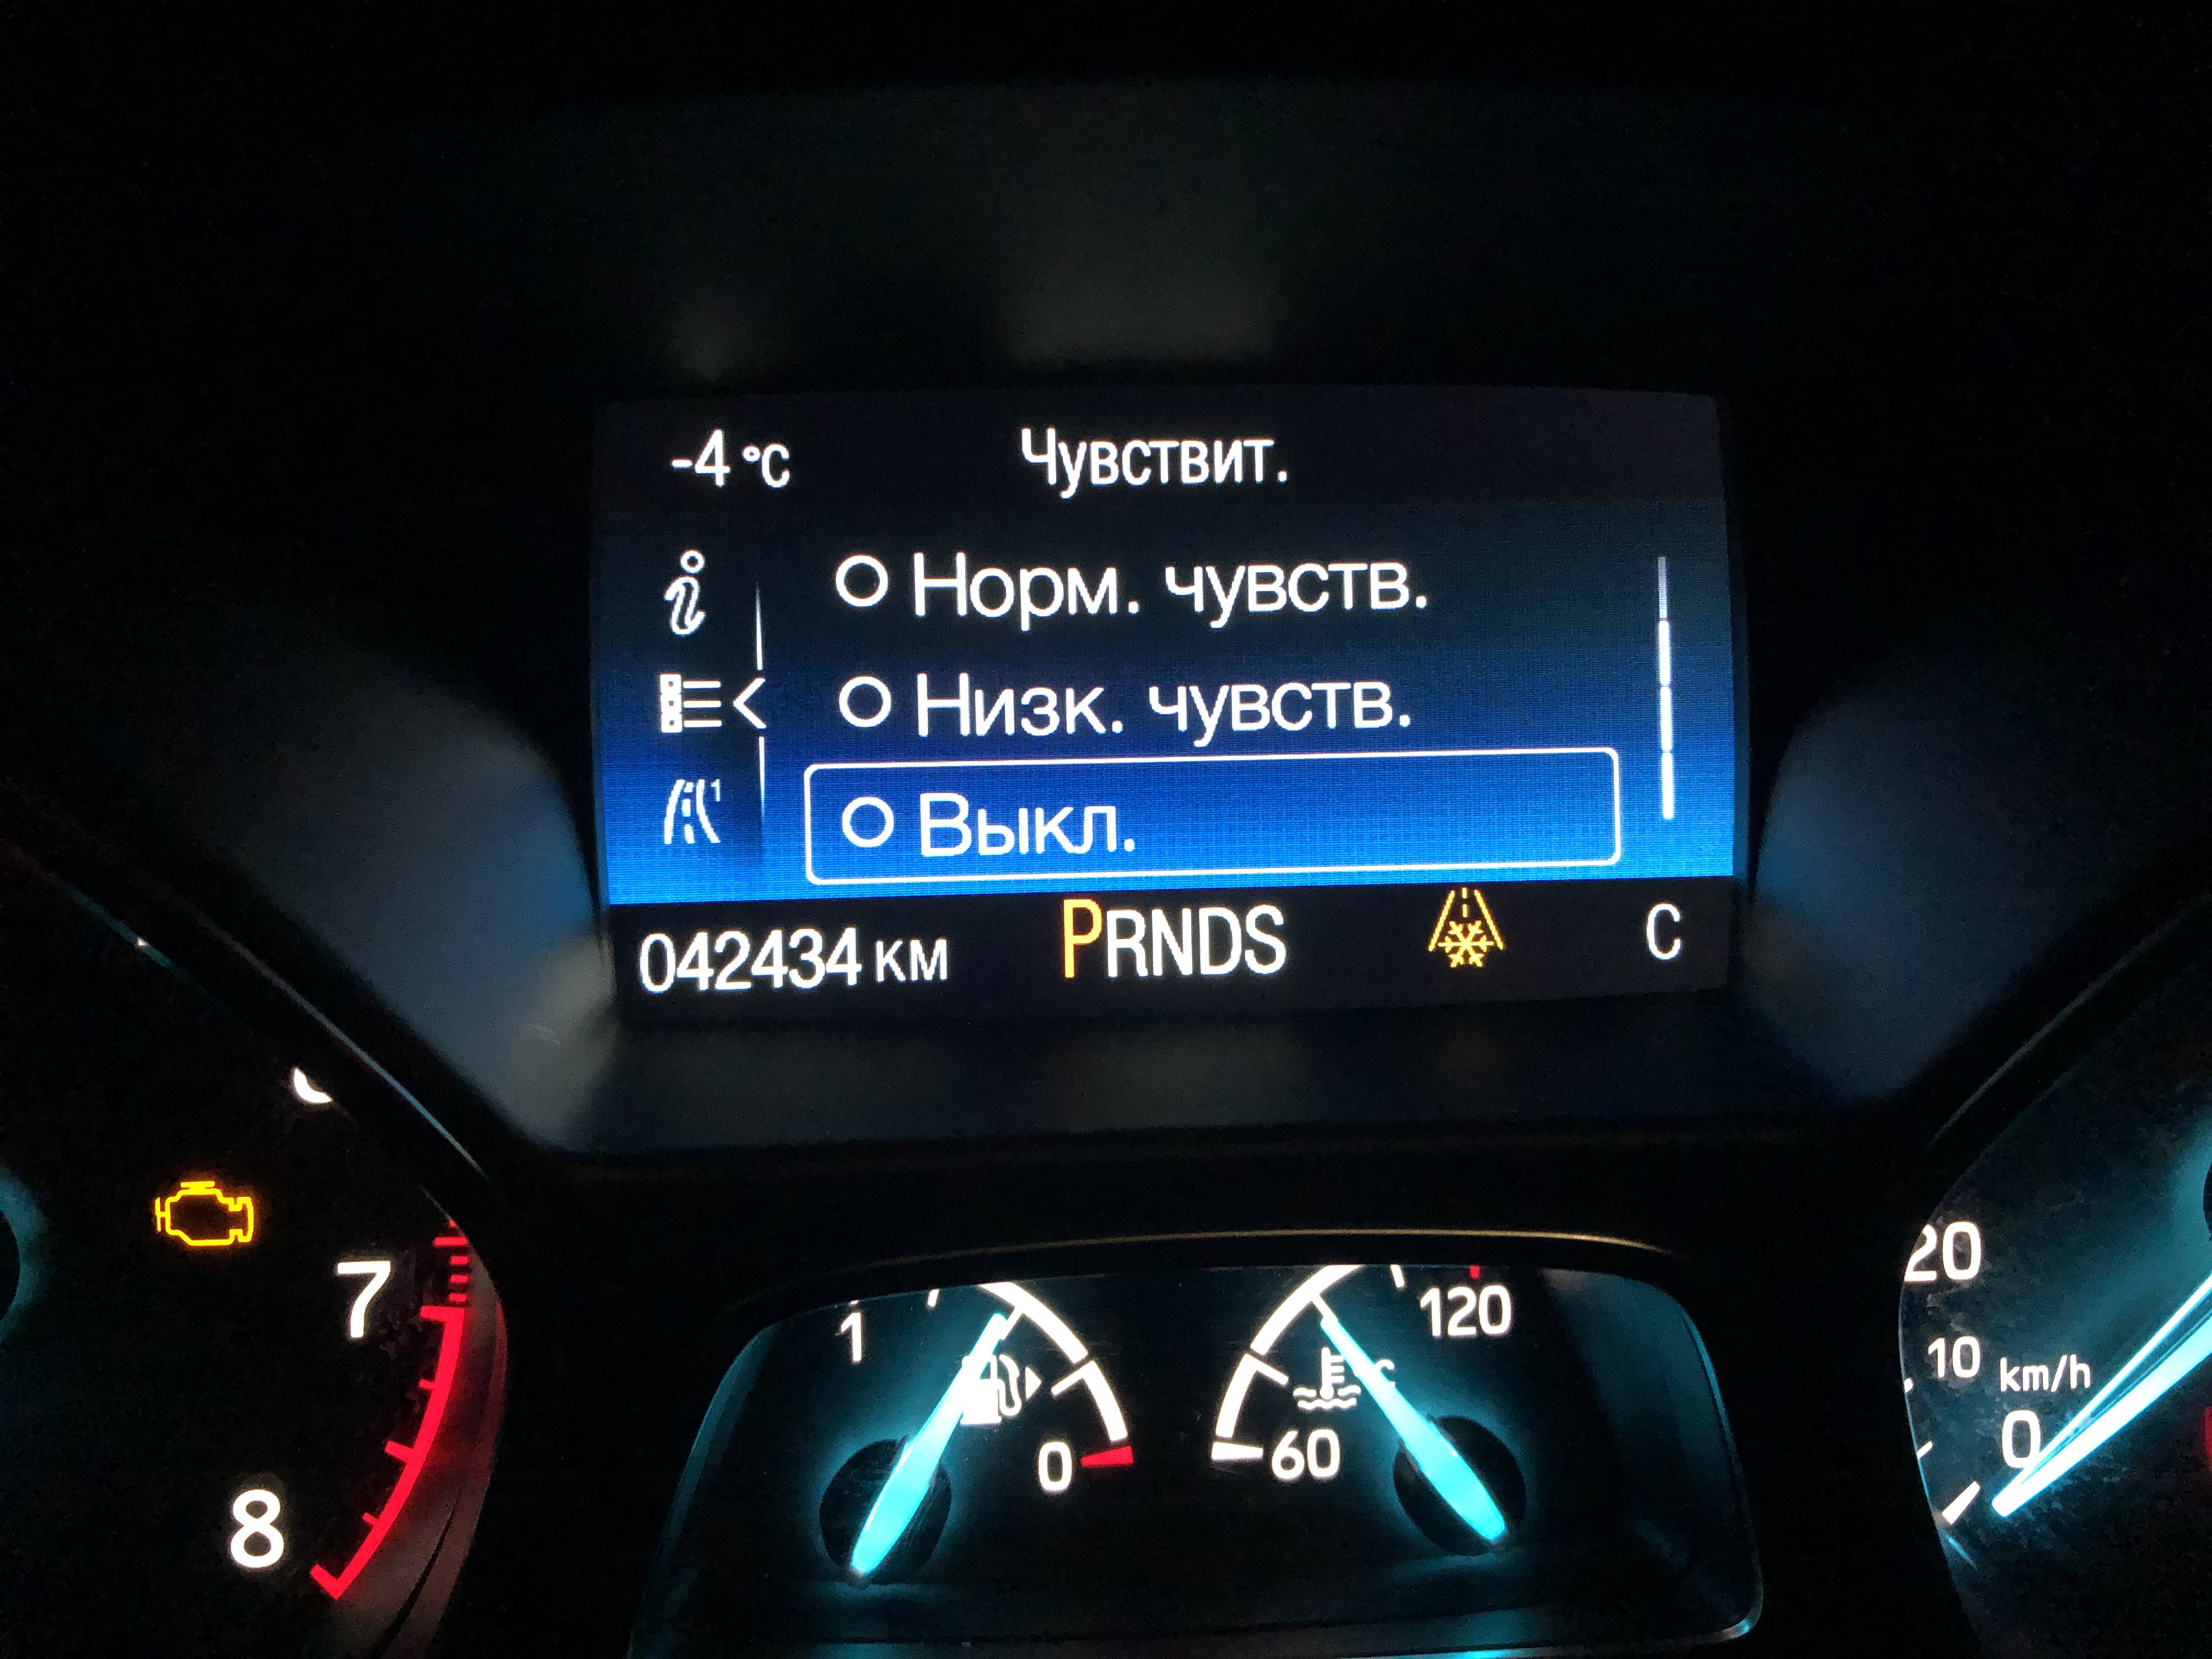 -4 °C Чувствит.
Норм. чувств.
Низк. чувств.
1
Выкл.
042434 км PRNDS C
7
8
1
0
120
60
20
10 km/h
0